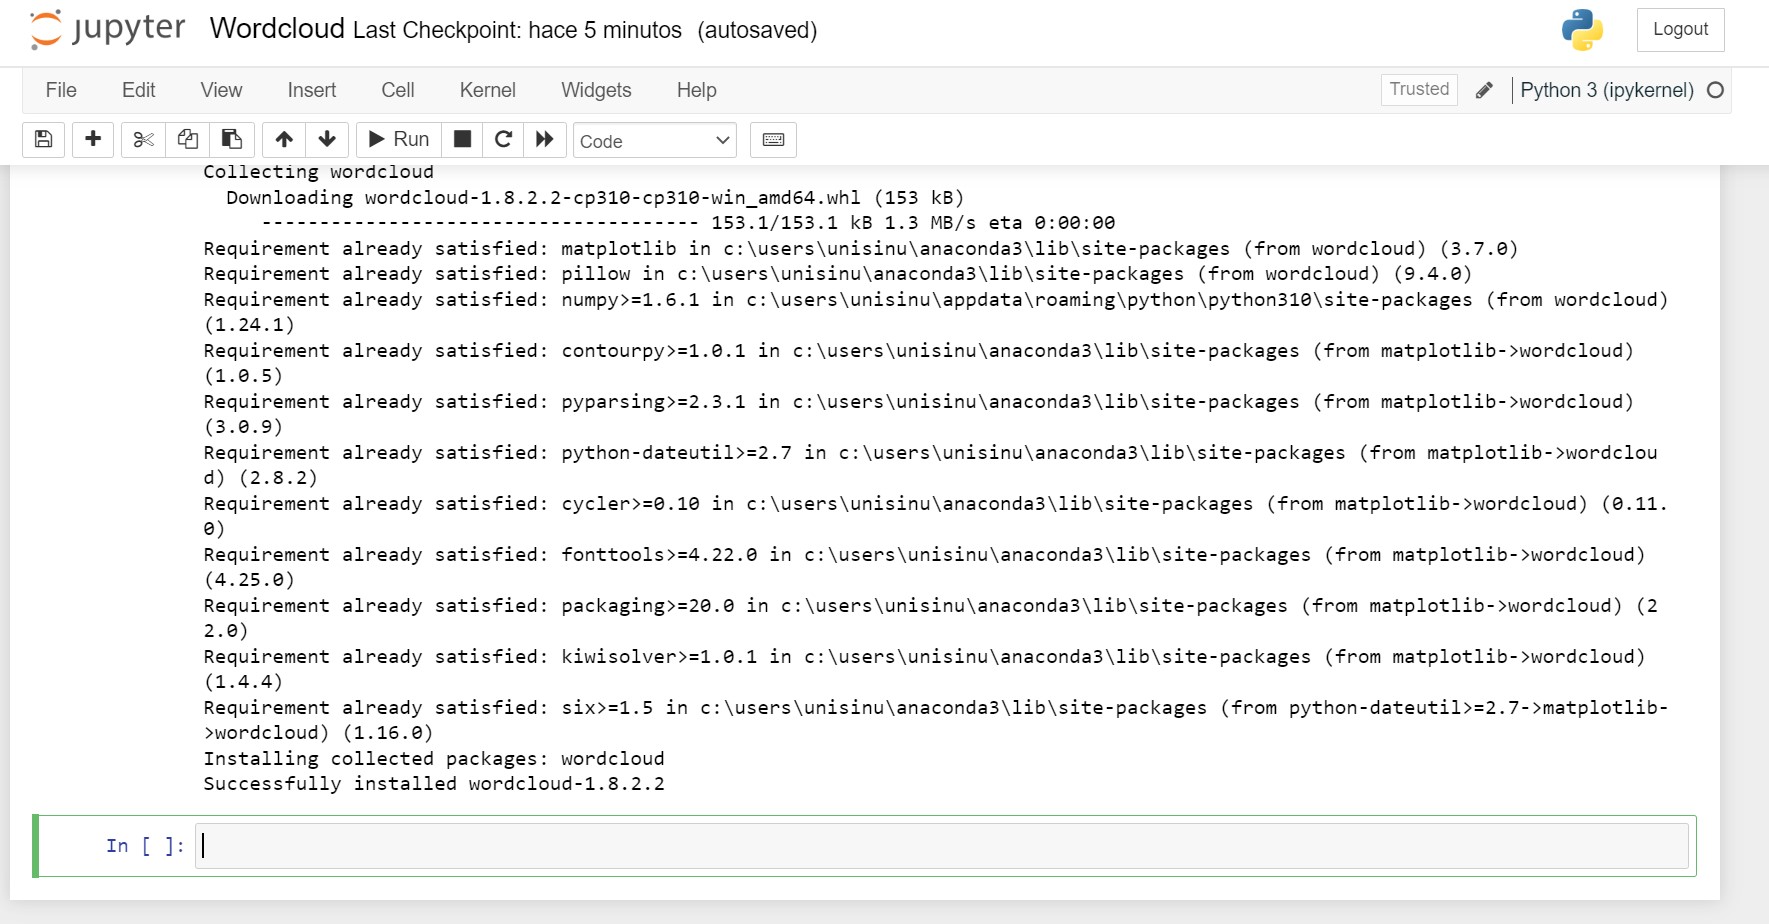 jupyter Wordcloud Last Checkpoint: hace 5 minutos (autosaved) Logout
File Edit View Insert Cell Kernel Widgets Help Trusted Python 3 (ipykernel)
Run Code
Collecting wordcloud
  Downloading wordcloud-1.8.2.2-cp310-cp310-win_amd64.whl (153 kB)
     -------------------------------------- 153.1/153.1 kB 1.3 MB/s eta 0:00:00
Requirement already satisfied: matplotlib in c:\users\unisinu\anaconda3\lib\site-packages (from wordcloud) (3.7.0)
Requirement already satisfied: pillow in c:\users\unisinu\anaconda3\lib\site-packages (from wordcloud) (9.4.0)
Requirement already satisfied: numpy>=1.6.1 in c:\users\unisinu\appdata\roaming\python\python310\site-packages (from wordcloud)
(1.24.1)
Requirement already satisfied: contourpy>=1.0.1 in c:\users\unisinu\anaconda3\lib\site-packages (from matplotlib->wordcloud)
(1.0.5)
Requirement already satisfied: pyparsing>=2.3.1 in c:\users\unisinu\anaconda3\lib\site-packages (from matplotlib->wordcloud)
(3.0.9)
Requirement already satisfied: python-dateutil>=2.7 in c:\users\unisinu\anaconda3\lib\site-packages (from matplotlib->wordclou
d) (2.8.2)
Requirement already satisfied: cycler>=0.10 in c:\users\unisinu\anaconda3\lib\site-packages (from matplotlib->wordcloud) (0.11.
0)
Requirement already satisfied: fonttools>=4.22.0 in c:\users\unisinu\anaconda3\lib\site-packages (from matplotlib->wordcloud)
(4.25.0)
Requirement already satisfied: packaging>=20.0 in c:\users\unisinu\anaconda3\lib\site-packages (from matplotlib->wordcloud) (2
2.0)
Requirement already satisfied: kiwisolver>=1.0.1 in c:\users\unisinu\anaconda3\lib\site-packages (from matplotlib->wordcloud)
(1.4.4)
Requirement already satisfied: six>=1.5 in c:\users\unisinu\anaconda3\lib\site-packages (from python-dateutil>=2.7->matplotlib-
>wordcloud) (1.16.0)
Installing collected packages: wordcloud
Successfully installed wordcloud-1.8.2.2
In [ ]: